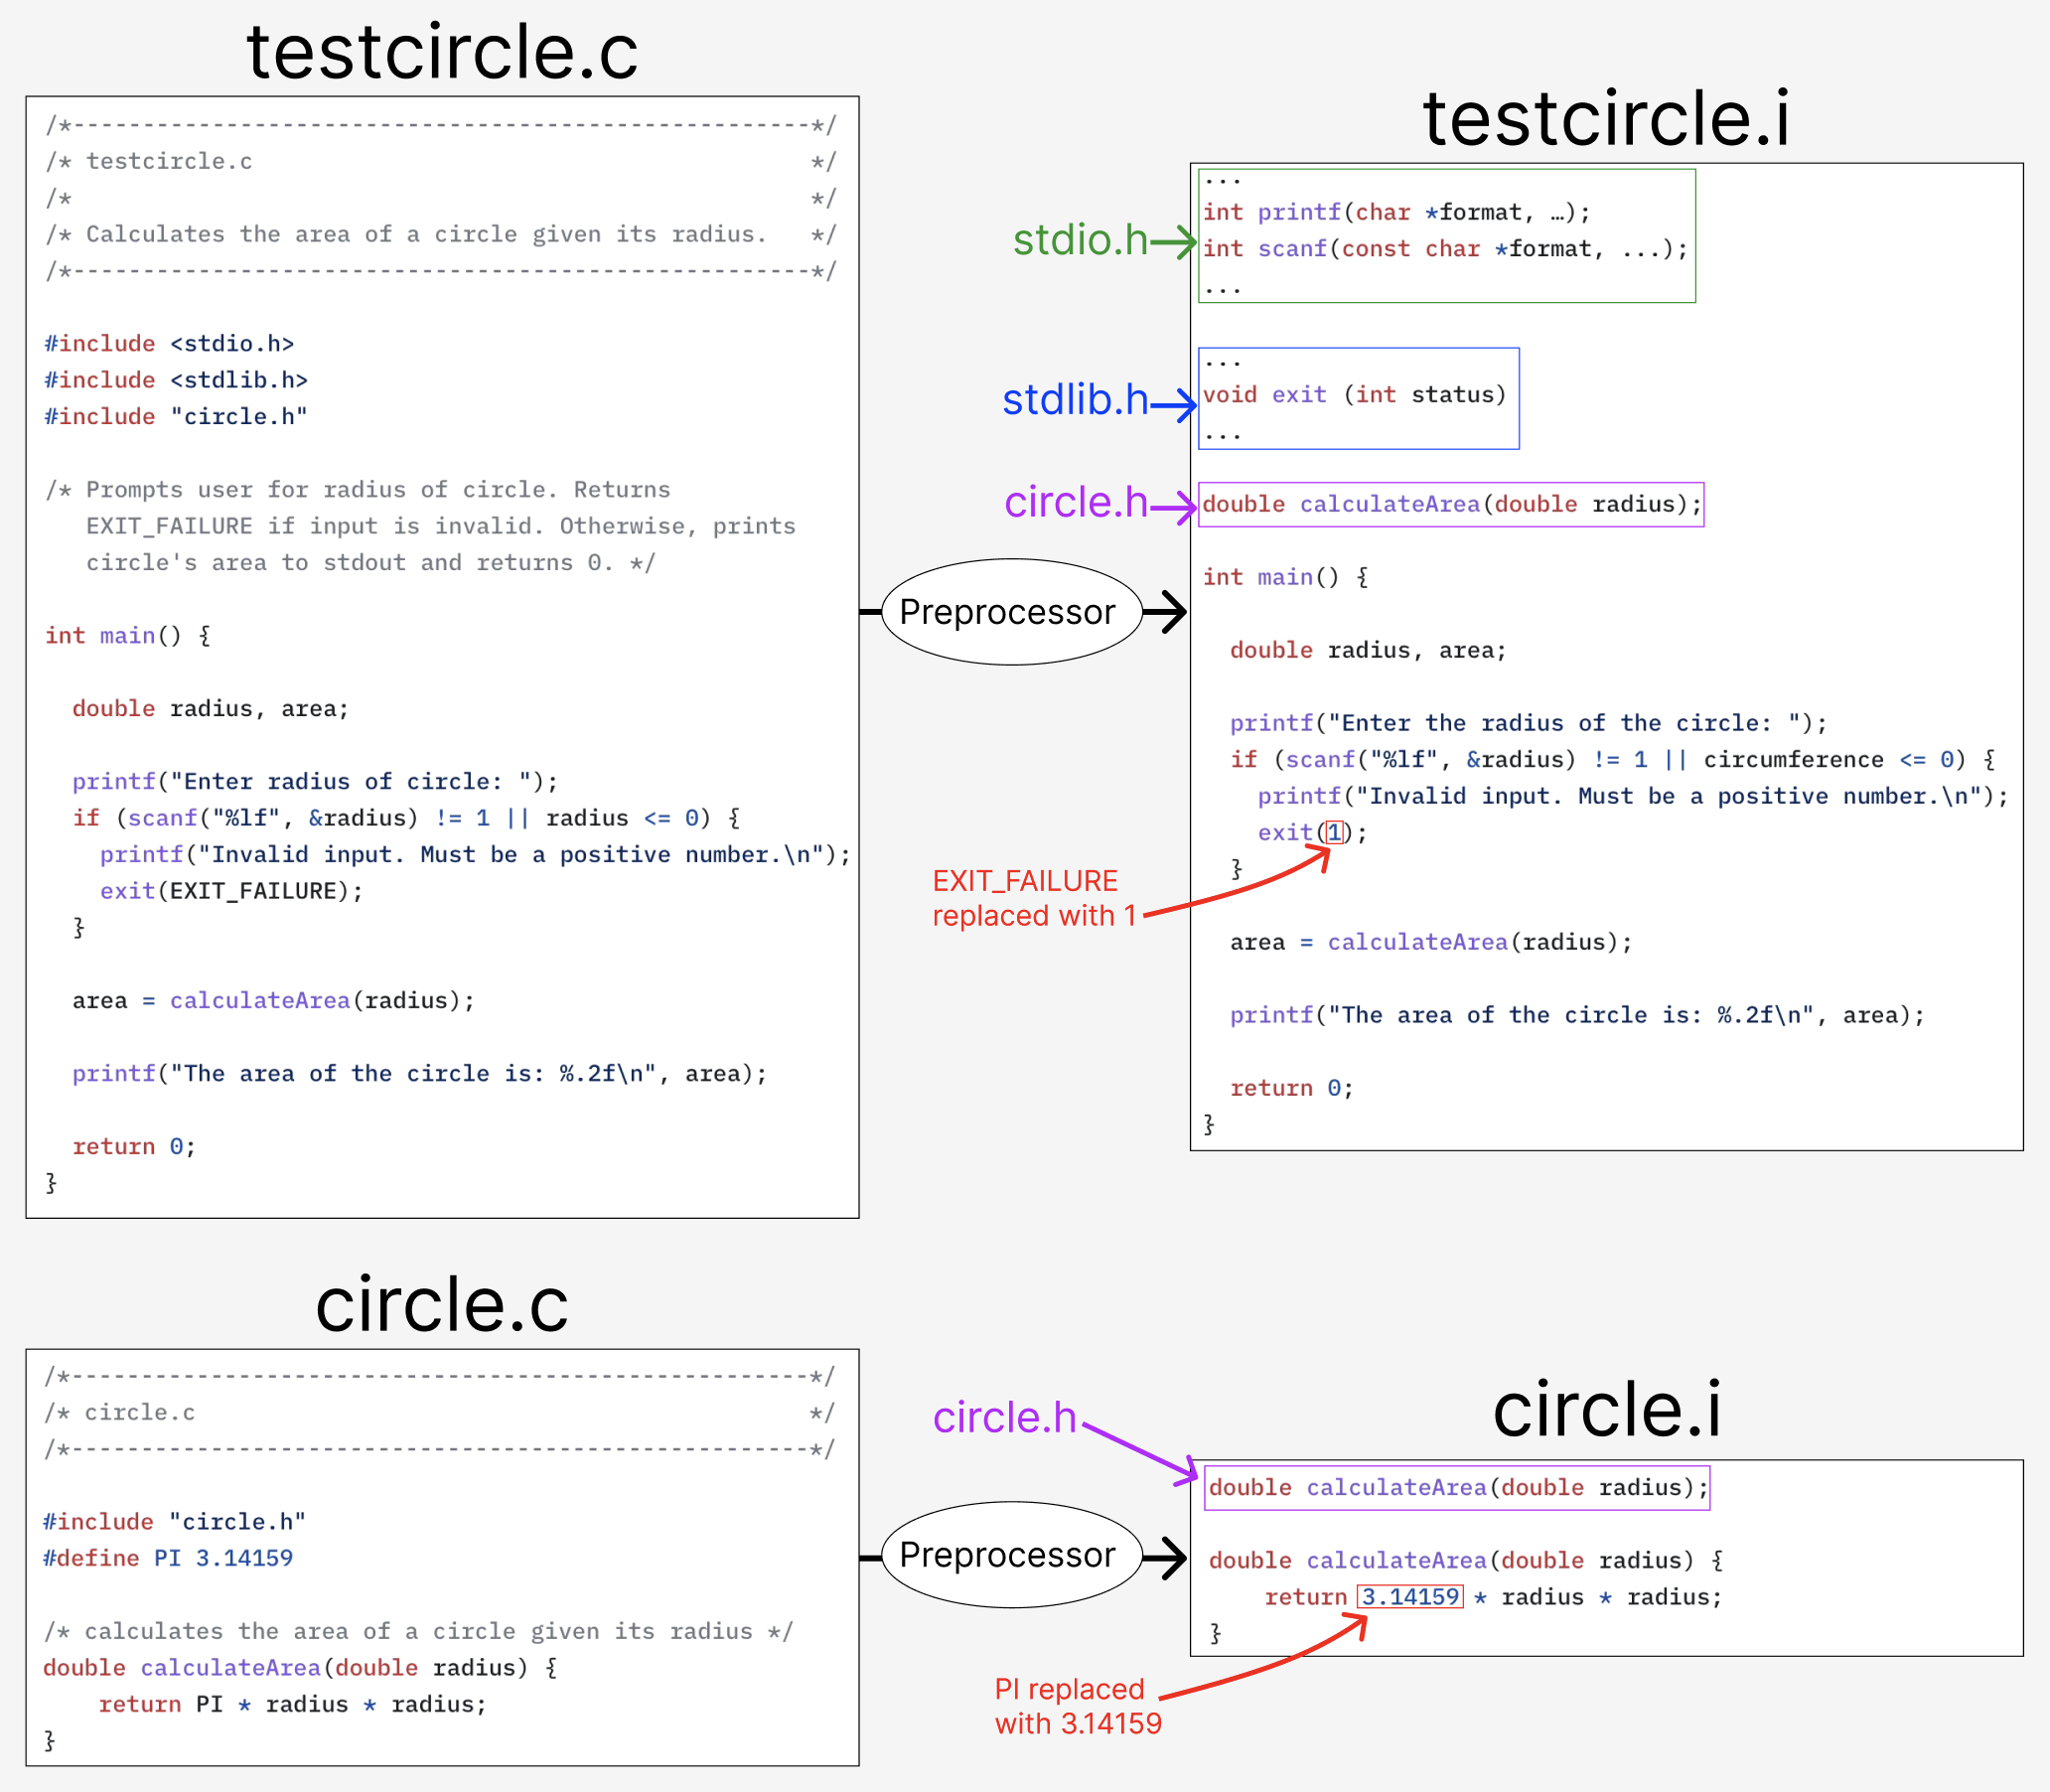 testcircle.c
/*-----------------------------------------------------*/
/* testcircle.c                                        */
/*                                                     */
/* Calculates the area of a circle given its radius.   */
/*-----------------------------------------------------*/
#include <stdio.h>
#include <stdlib.h>
#include "circle.h"
/* Prompts user for radius of circle. Returns
   EXIT_FAILURE if input is invalid. Otherwise, prints
   circle's area to stdout and returns 0. */
int main() {
  double radius, area;
  printf("Enter radius of circle: ");
  if (scanf("%lf", &radius) != 1 || radius <= 0) {
    printf("Invalid input. Must be a positive number.\n");
    exit(EXIT_FAILURE);
  }
  area = calculateArea(radius);
  printf("The area of the circle is: %.2f\n", area);
  return 0;
}
Preprocessor
testcircle.i
stdio.h
...
int printf(char *format, …);
int scanf(const char *format, ...);
...
stdlib.h
...
void exit (int status)
...
circle.h
double calculateArea(double radius);
int main() {
  double radius, area;
  printf("Enter the radius of the circle: ");
  if (scanf("%lf", &radius) != 1 || circumference <= 0) {
    printf("Invalid input. Must be a positive number.\n");
    exit(1);
  }
EXIT_FAILURE
replaced with 1
  area = calculateArea(radius);
  printf("The area of the circle is: %.2f\n", area);
  return 0;
}
circle.c
/*-----------------------------------------------------*/
/* circle.c                                            */
/*-----------------------------------------------------*/
#include "circle.h"
#define PI 3.14159
/* calculates the area of a circle given its radius */
double calculateArea(double radius) {
    return PI * radius * radius;
}
Preprocessor
circle.i
circle.h
double calculateArea(double radius);
double calculateArea(double radius) {
    return 3.14159 * radius * radius;
}
PI replaced
with 3.14159